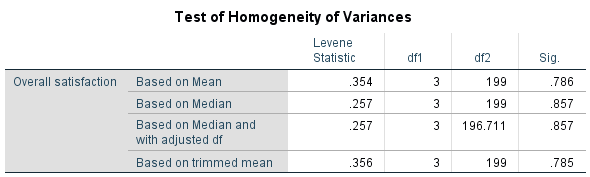 Test of Homogeneity of Variances
Levene
Statistic df1 df2 Sig.
Overall satisfaction Based on Mean .354 3 199 .786
Based on Median .257 3 199 .857
Based on Median and
with adjusted df .257 3 196.711 .857
Based on trimmed mean .356 3 199 .785